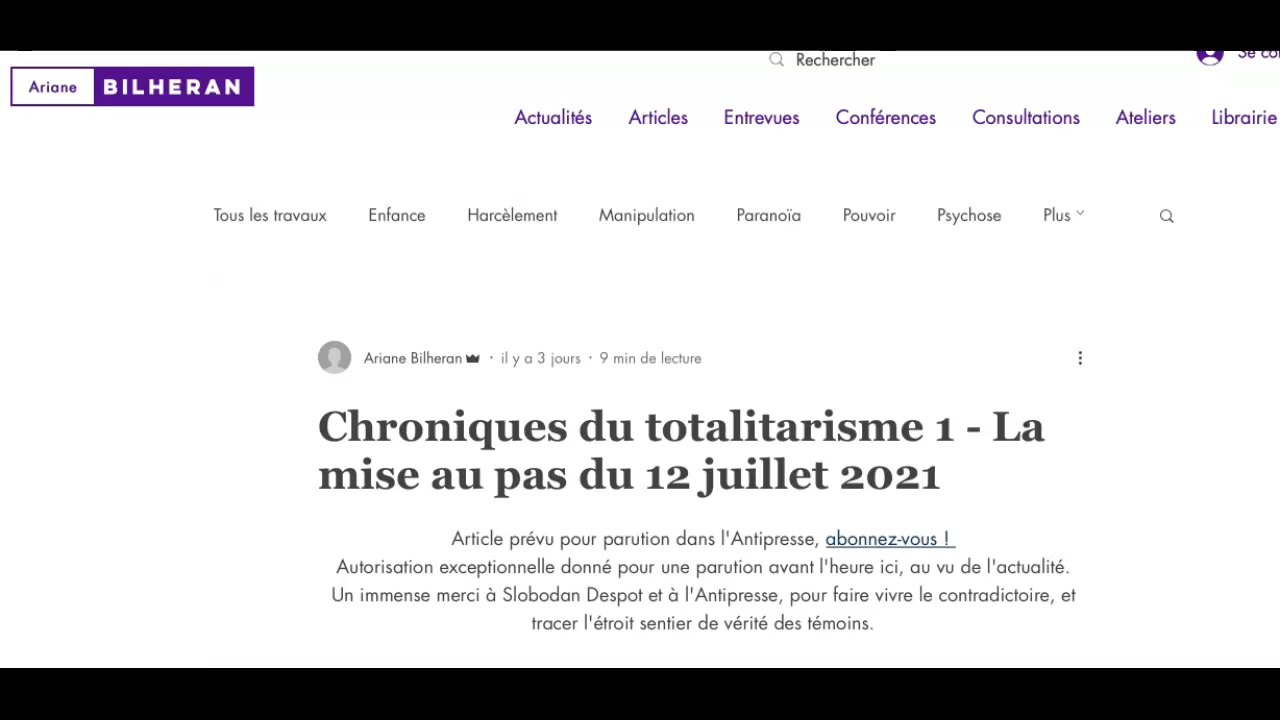 Rechercher
Ariane BILHERAN
Actualités Articles Entrevues Conférences Consultations Ateliers Librairie
Tous les travaux Enfance Harcèlement Manipulation Paranoïa Pouvoir Psychose Plus
Ariane Bilheran · il y a 3 jours · 9 min de lecture
Chroniques du totalitarisme 1 - La
mise au pas du 12 juillet 2021
Article prévu pour parution dans l'Antipresse, abonnez-vous !
Autorisation exceptionnelle donné pour une parution avant l'heure ici, au vu de l'actualité.
Un immense merci à Slobodan Despot et à l'Antipresse, pour faire vivre le contradictoire, et
tracer l'étroit sentier de vérité des témoins.